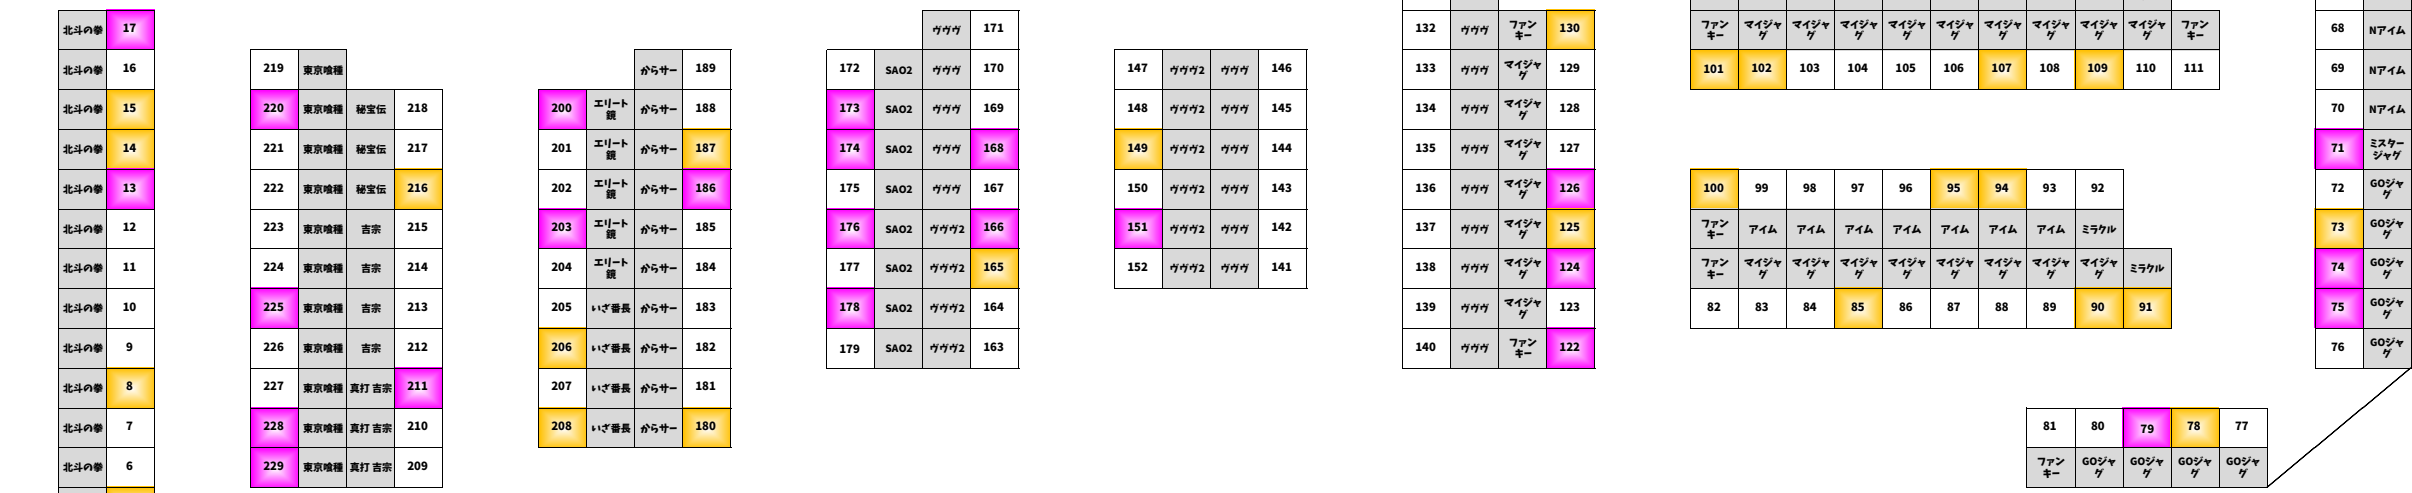 北斗の拳 17
北斗の拳 16
北斗の拳 15
北斗の拳 14
北斗の拳 13
北斗の拳 12
北斗の拳 11
北斗の拳 10
北斗の拳 9
北斗の拳 8
北斗の拳 7
北斗の拳 6
219 東京喰種
220 東京喰種 秘宝伝 218
221 東京喰種 秘宝伝 217
222 東京喰種 秘宝伝 216
223 東京喰種 吉宗 215
224 東京喰種 吉宗 214
225 東京喰種 吉宗 213
226 東京喰種 吉宗 212
227 東京喰種 真打 吉宗 211
228 東京喰種 真打 吉宗 210
229 東京喰種 真打 吉宗 209
からサー 189
200 エリート鏡 からサー 188
201 エリート鏡 からサー 187
202 エリート鏡 からサー 186
203 エリート鏡 からサー 185
204 エリート鏡 からサー 184
205 いざ番長 からサー 183
206 いざ番長 からサー 182
207 いざ番長 からサー 181
208 いざ番長 からサー 180
ヴヴヴ 171
172 SAO2 ヴヴヴ 170
173 SAO2 ヴヴヴ 169
174 SAO2 ヴヴヴ 168
175 SAO2 ヴヴヴ 167
176 SAO2 ヴヴヴ2 166
177 SAO2 ヴヴヴ2 165
178 SAO2 ヴヴヴ2 164
179 SAO2 ヴヴヴ2 163
147 ヴヴヴ2 ヴヴヴ 146
148 ヴヴヴ2 ヴヴヴ 145
149 ヴヴヴ2 ヴヴヴ 144
150 ヴヴヴ2 ヴヴヴ 143
151 ヴヴヴ2 ヴヴヴ 142
152 ヴヴヴ2 ヴヴヴ 141
132 ヴヴヴ ファンキー 130
133 ヴヴヴ マイジャグ 129
134 ヴヴヴ マイジャグ 128
135 ヴヴヴ マイジャグ 127
136 ヴヴヴ マイジャグ 126
137 ヴヴヴ マイジャグ 125
138 ヴヴヴ マイジャグ 124
139 ヴヴヴ マイジャグ 123
140 ヴヴヴ ファンキー 122
ファンキー マイジャグ マイジャグ マイジャグ マイジャグ マイジャグ マイジャグ マイジャグ マイジャグ マイジャグ ファンキー
101 102 103 104 105 106 107 108 109 110 111
100 99 98 97 96 95 94 93 92
ファンキー アイム アイム アイム アイム アイム アイム アイム ミラクル
ファンキー マイジャグ マイジャグ マイジャグ マイジャグ マイジャグ マイジャグ マイジャグ マイジャグ ミラクル
82 83 84 85 86 87 88 89 90 91
68 Nアイム
69 Nアイム
70 Nアイム
71 ミスタージャグ
72 GOジャグ
73 GOジャグ
74 GOジャグ
75 GOジャグ
76 GOジャグ
81 80 79 78 77
ファンキー GOジャグ GOジャグ GOジャグ GOジャグ